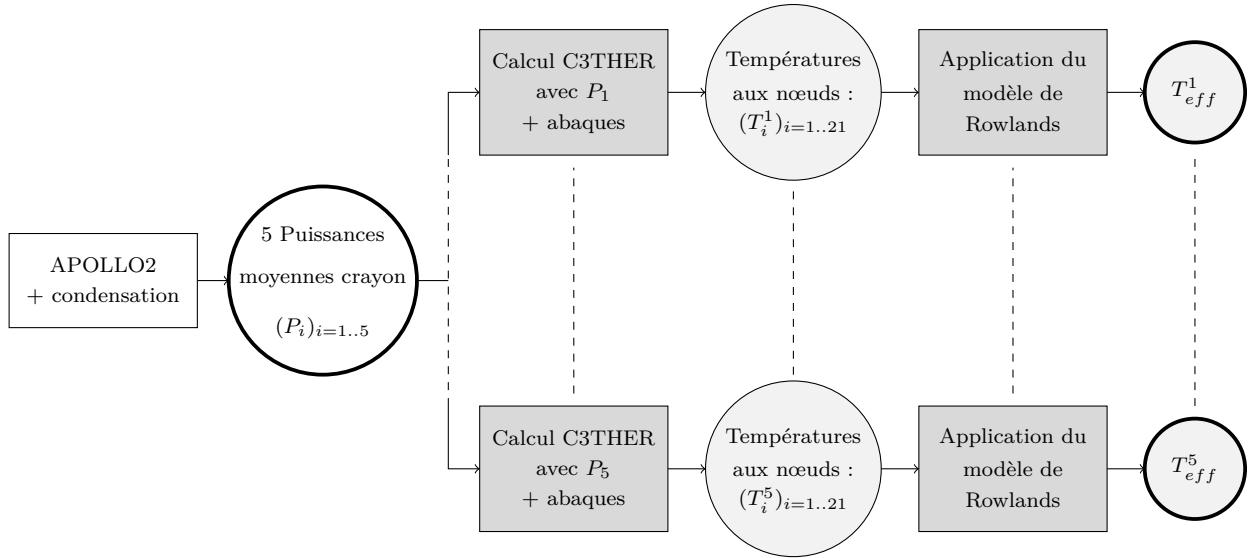 APOLLO2
+ condensation
5 Puissances
moyennes crayon
(P_i)_{i=1..5}
Calcul C3THER
avec P_1
+ abaques
Températures
aux nœuds :
(T_i^1)_{i=1..21}
Application du
modèle de
Rowlands
T_{eff}^1
Calcul C3THER
avec P_5
+ abaques
Températures
aux nœuds :
(T_i^5)_{i=1..21}
Application du
modèle de
Rowlands
T_{eff}^5